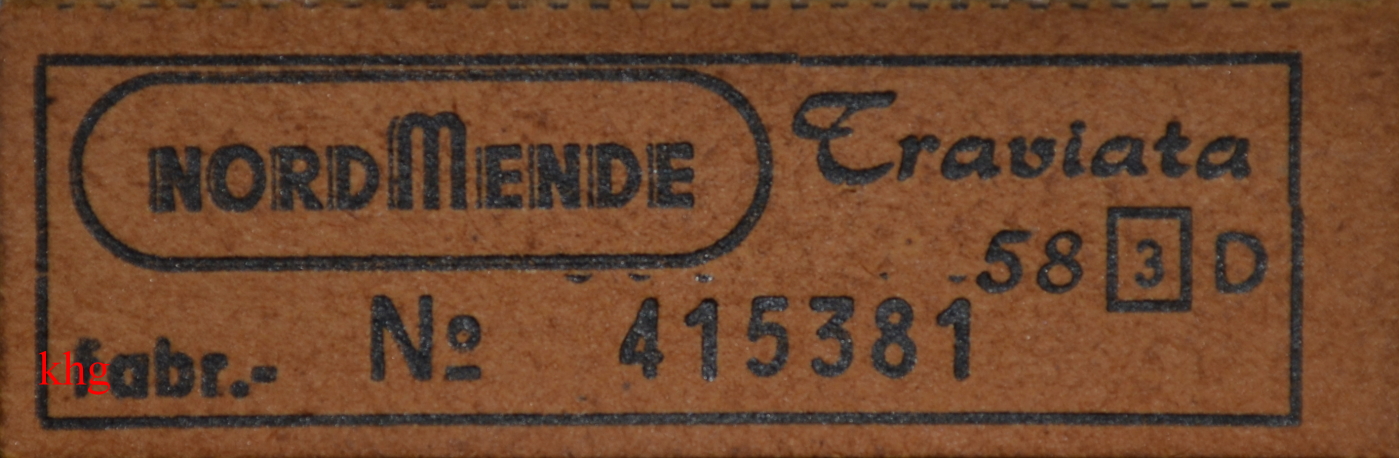 NORDMENDE Traviata
58 3 D
fabr.- № 415381
khg